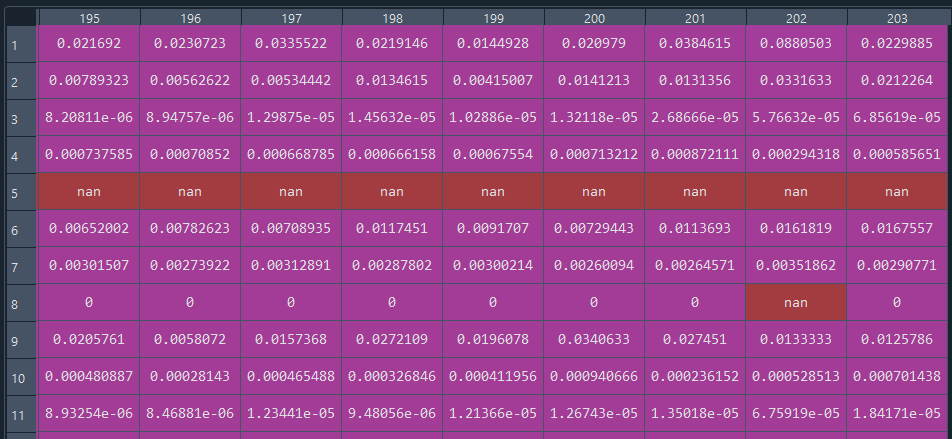 195 196 197 198 199 200 201 202 203
1 0.021692 0.0230723 0.0335522 0.0219146 0.0144928 0.020979 0.0384615 0.0880503 0.0229885
2 0.00789323 0.00562622 0.00534442 0.0134615 0.00415007 0.0141213 0.0131356 0.0331633 0.0212264
3 8.20811e-06 8.94757e-06 1.29875e-05 1.45632e-05 1.02886e-05 1.32118e-05 2.68666e-05 5.76632e-05 6.85619e-05
4 0.000737585 0.00070852 0.000668785 0.000666158 0.00067554 0.000713212 0.000872111 0.000294318 0.000585651
5 nan nan nan nan nan nan nan nan nan
6 0.00652002 0.00782623 0.00708935 0.0117451 0.0091707 0.00729443 0.0113693 0.0161819 0.0167557
7 0.00301507 0.00273922 0.00312891 0.00287802 0.00300214 0.00260094 0.00264571 0.00351862 0.00290771
8 0 0 0 0 0 0 0 nan 0
9 0.0205761 0.0058072 0.0157368 0.0272109 0.0196078 0.0340633 0.027451 0.0133333 0.0125786
10 0.000480887 0.00028143 0.000465488 0.000326846 0.000411956 0.000940666 0.000236152 0.000528513 0.000701438
11 8.93254e-06 8.46881e-06 1.23441e-05 9.48056e-06 1.21366e-05 1.26743e-05 1.35018e-05 6.75919e-05 1.84171e-05